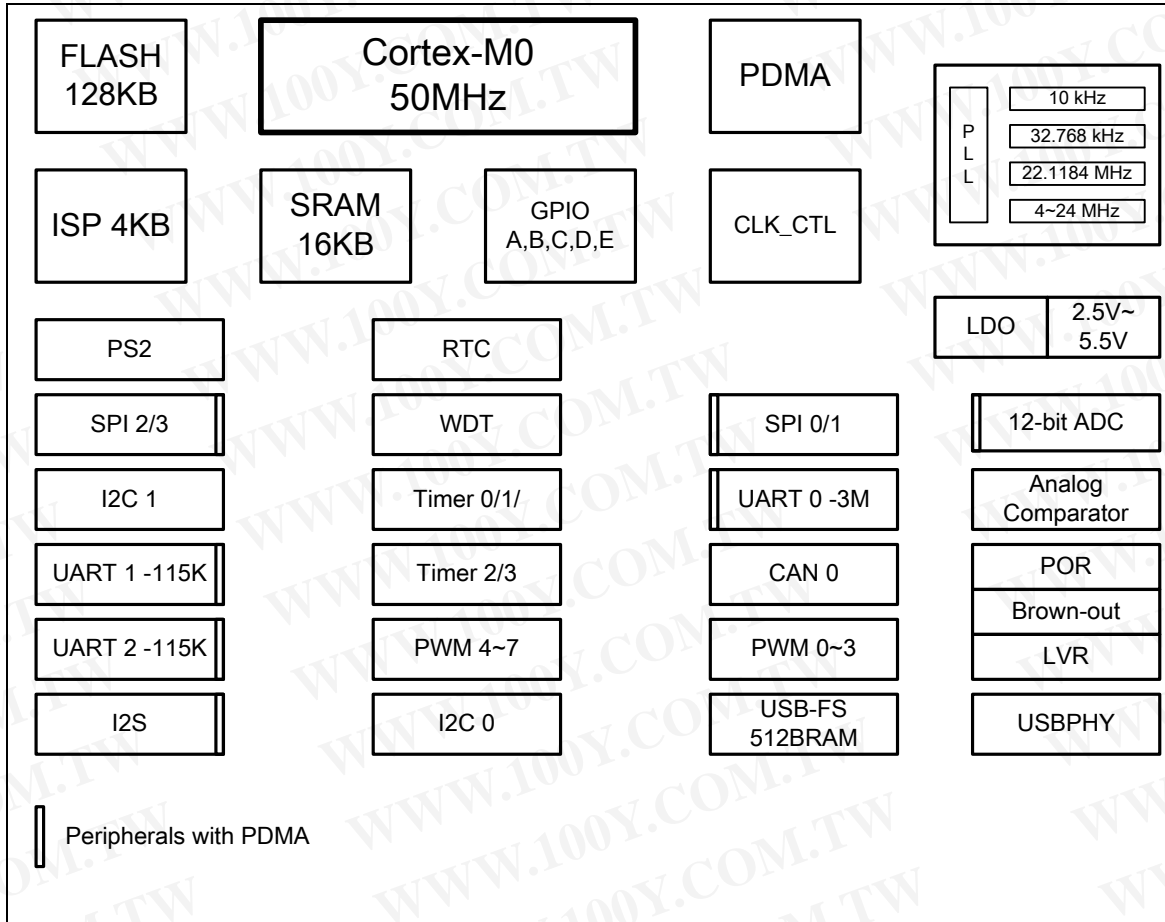 FLASH
128KB
Cortex-M0
50MHz
PDMA
P
L
L
10 kHz
32.768 kHz
22.1184 MHz
4~24 MHz
ISP 4KB
SRAM
16KB
GPIO
A,B,C,D,E
CLK_CTL
LDO
2.5V~
5.5V
PS2
RTC
SPI 2/3
WDT
SPI 0/1
12-bit ADC
I2C 1
Timer 0/1/
UART 0 -3M
Analog
Comparator
UART 1 -115K
Timer 2/3
CAN 0
POR
Brown-out
UART 2 -115K
PWM 4~7
PWM 0~3
LVR
I2S
I2C 0
USB-FS
512BRAM
USBPHY
Peripherals with PDMA
WWW.100Y.COM.TW